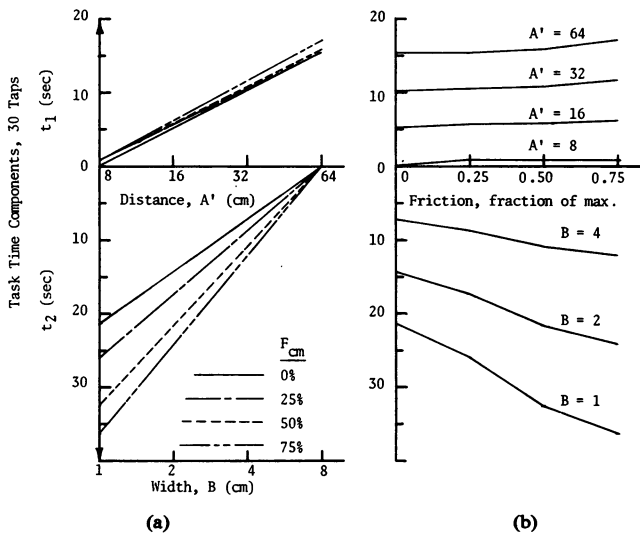 Task Time Components, 30 Taps
t1 (sec)
t2 (sec)
20
10
0
10
20
30
8 16 32 64
Distance, A' (cm)
Fcm
0%
25%
50%
75%
1 2 4 8
Width, B (cm)
(a)
20
10
0
10
20
30
A' = 64
A' = 32
A' = 16
A' = 8
0 0.25 0.50 0.75
Friction, fraction of max.
B = 4
B = 2
B = 1
(b)